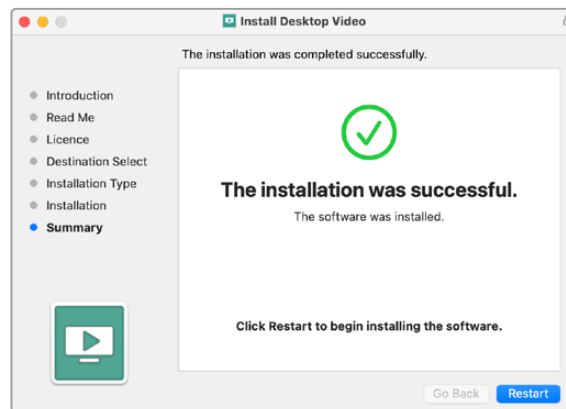 Install Desktop Video
The installation was completed successfully.
Introduction
Read Me
Licence
Destination Select
Installation Type
Installation
Summary
The installation was successful.
The software was installed.
Click Restart to begin installing the software.
Go Back
Restart